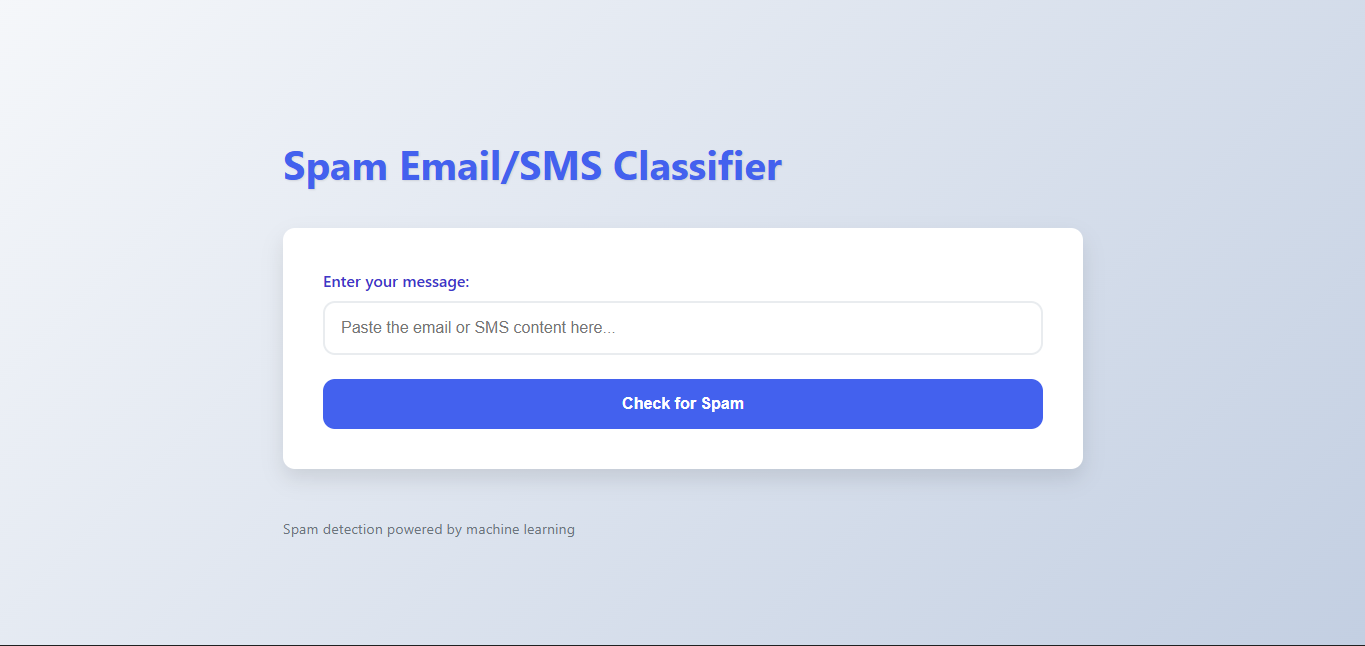 Spam Email/SMS Classifier
Enter your message:
Paste the email or SMS content here...
Check for Spam
Spam detection powered by machine learning